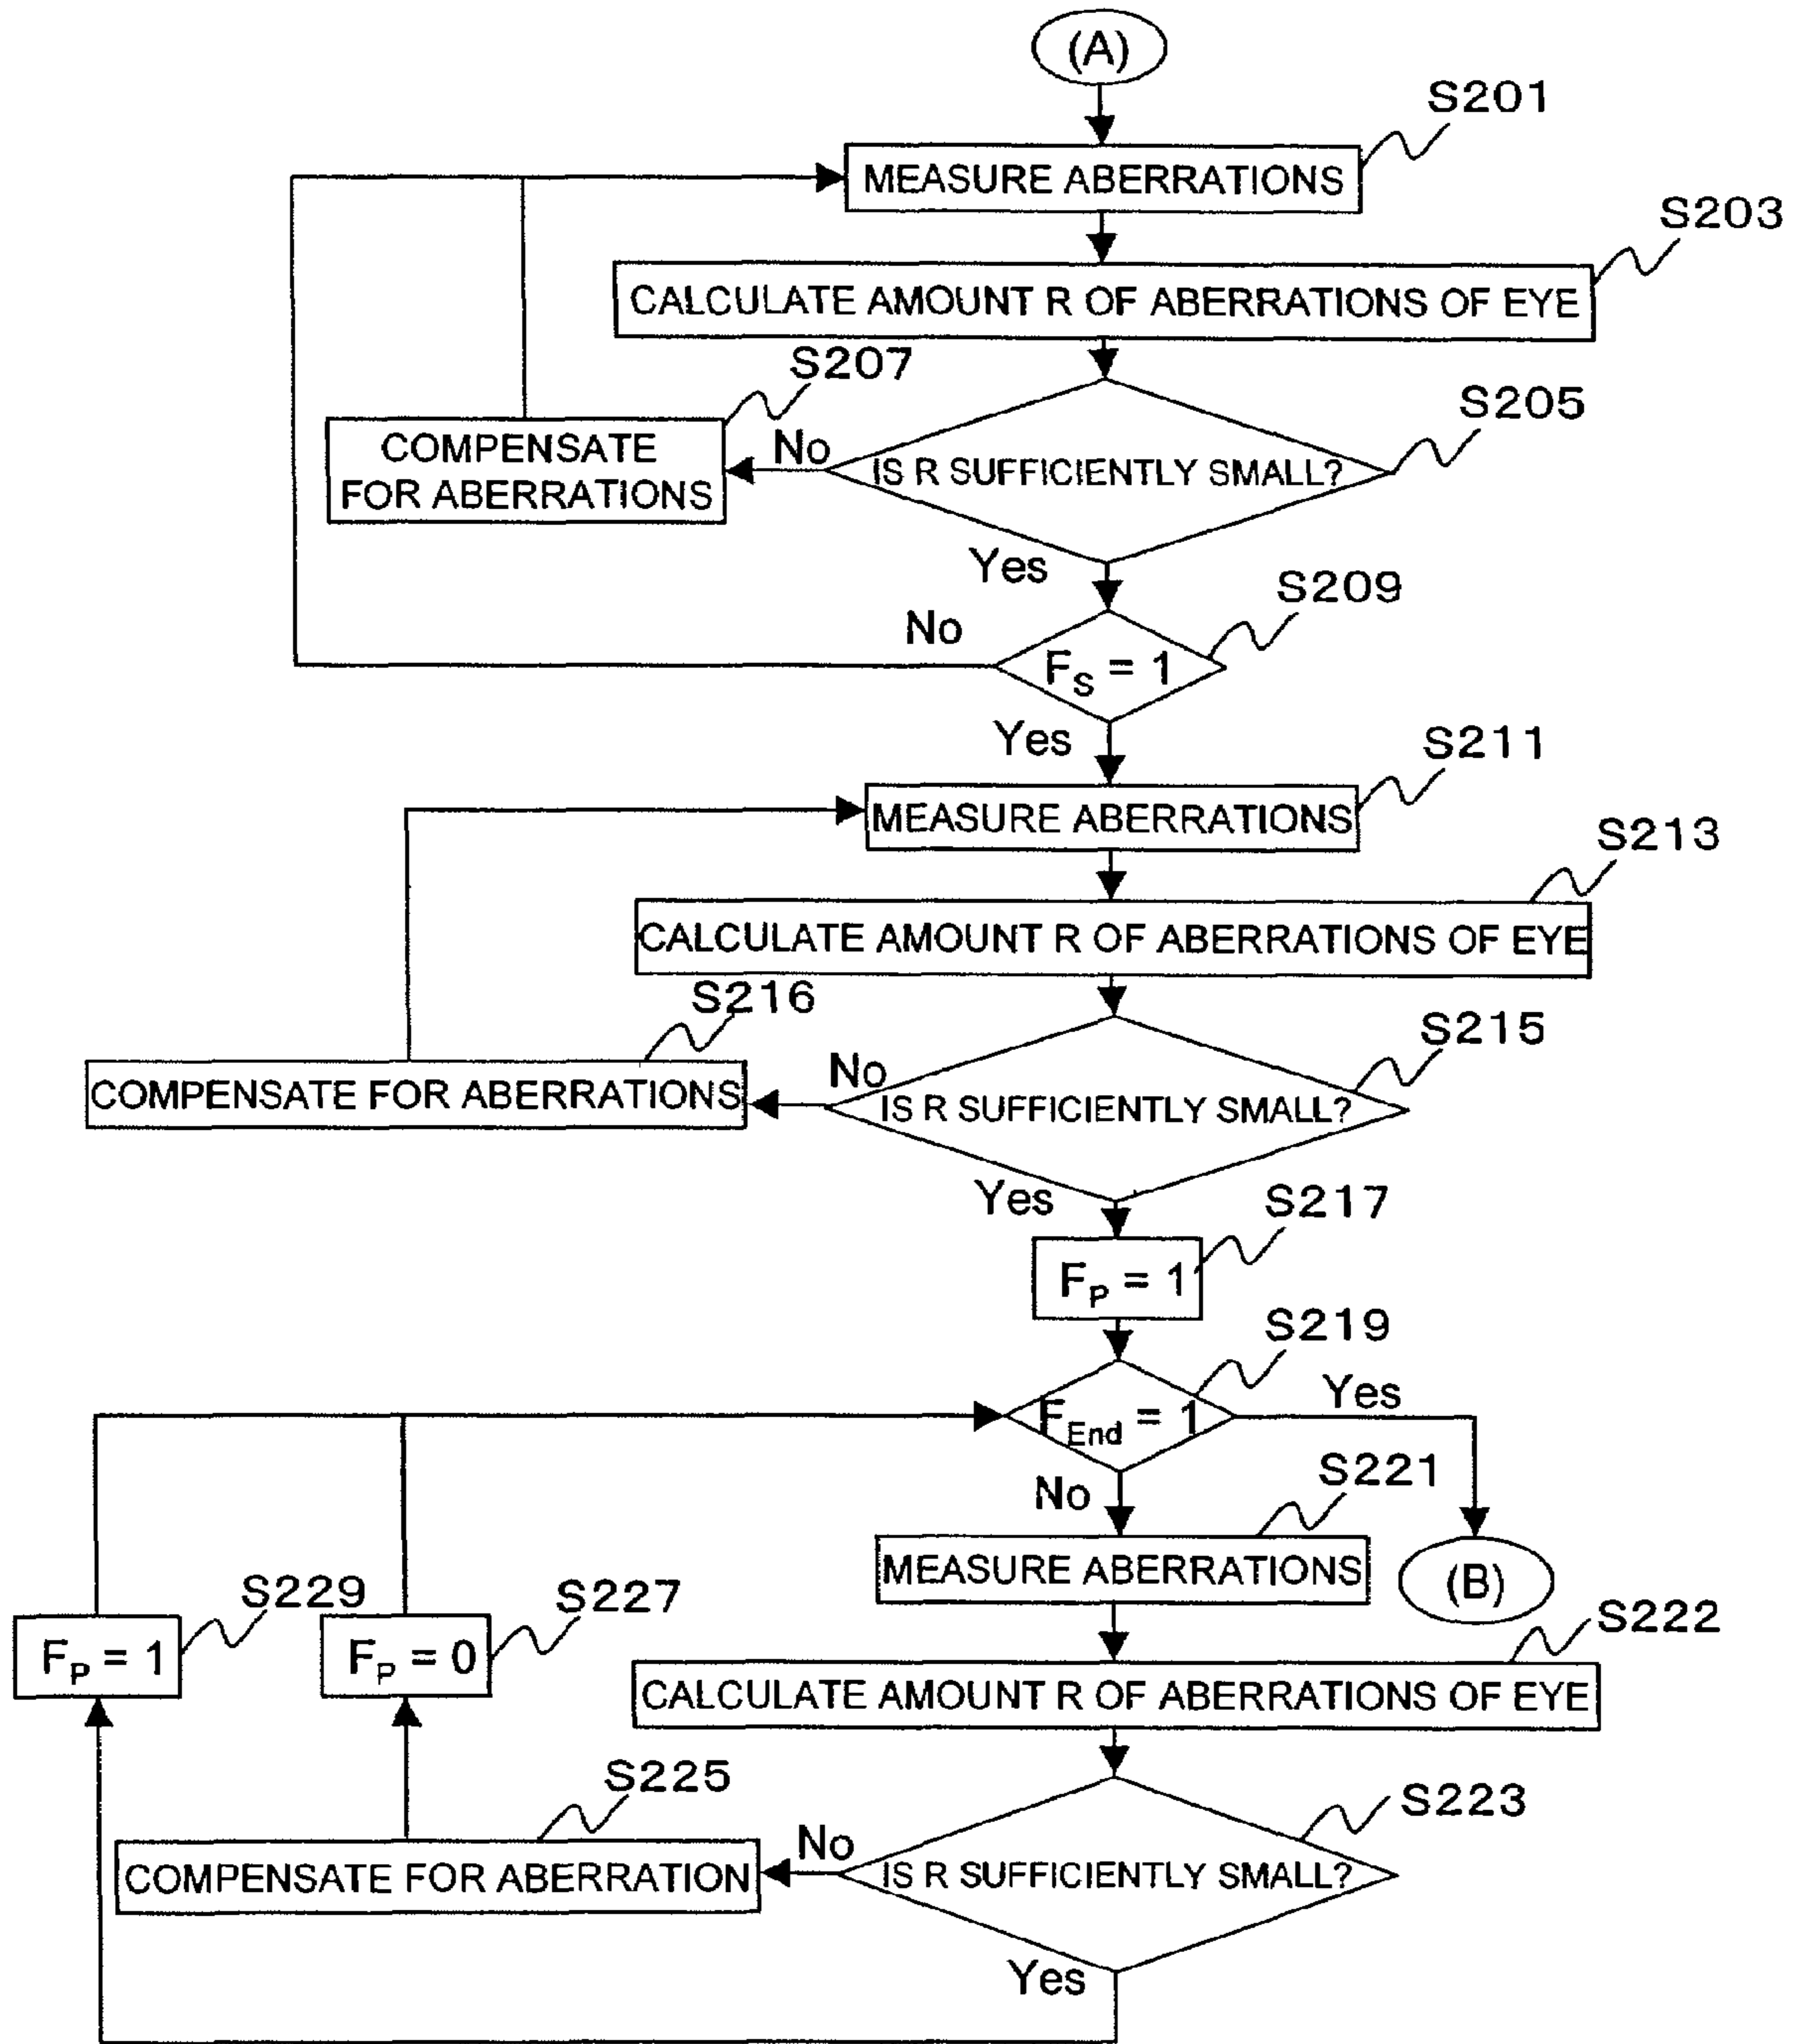 (A)
S201
MEASURE ABERRATIONS
S203
CALCULATE AMOUNT R OF ABERRATIONS OF EYE
S207
S205
COMPENSATE
FOR ABERRATIONS
No
IS R SUFFICIENTLY SMALL?
Yes
S209
No
FS = 1
Yes
S211
MEASURE ABERRATIONS
S213
CALCULATE AMOUNT R OF ABERRATIONS OF EYE
S216
S215
COMPENSATE FOR ABERRATIONS
No
IS R SUFFICIENTLY SMALL?
Yes
S217
FP = 1
S219
FEnd = 1
Yes
No
S221
MEASURE ABERRATIONS
(B)
S229
FP = 1
S227
FP = 0
S222
CALCULATE AMOUNT R OF ABERRATIONS OF EYE
S225
S223
COMPENSATE FOR ABERRATION
No
IS R SUFFICIENTLY SMALL?
Yes